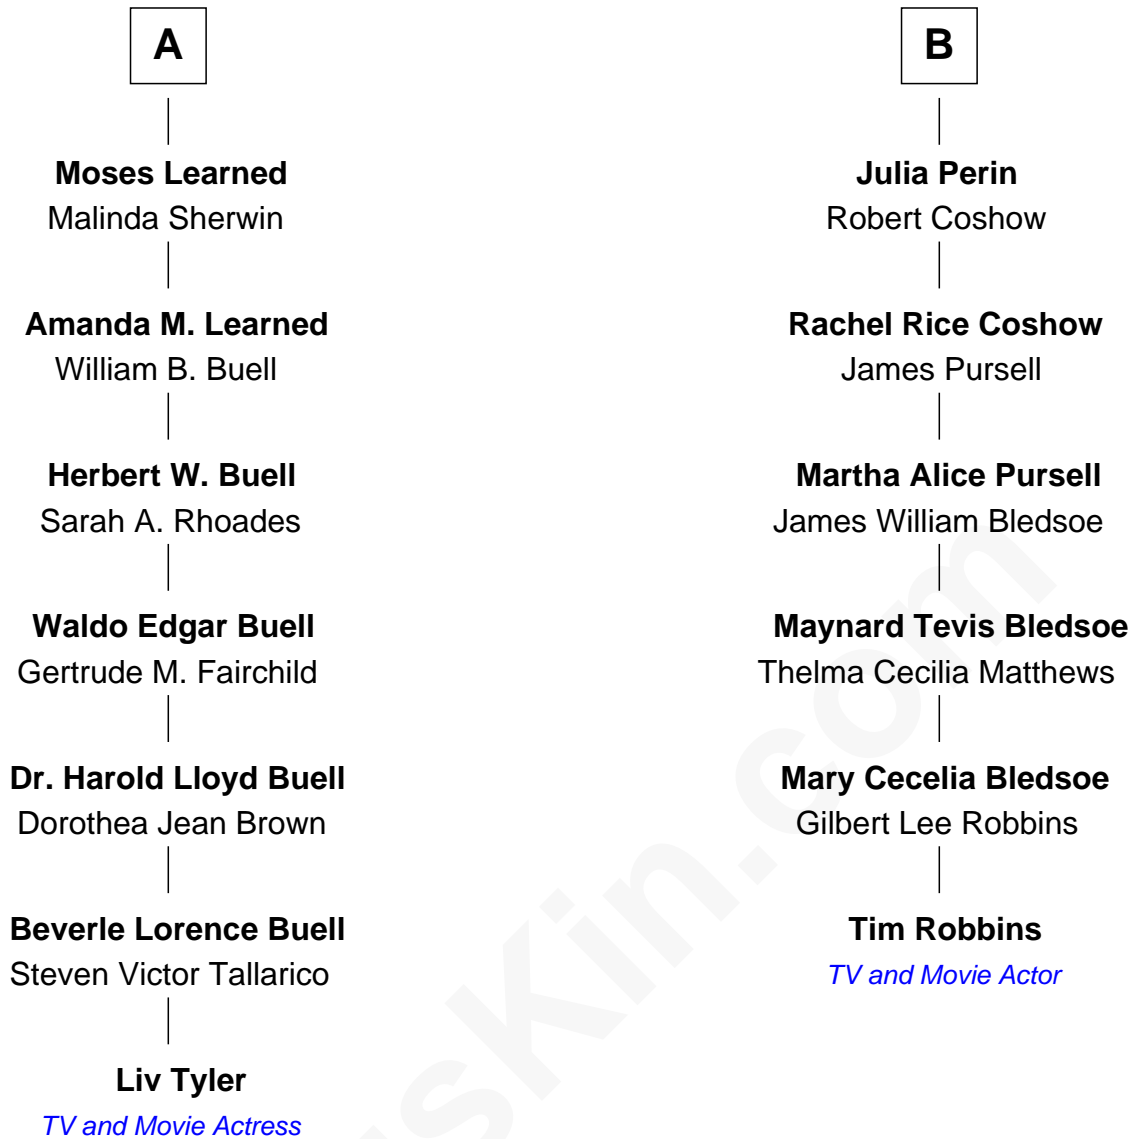 A
Moses Learned
Malinda Sherwin
Amanda M. Learned
William B. Buell
Herbert W. Buell
Sarah A. Rhoades
Waldo Edgar Buell
Gertrude M. Fairchild
Dr. Harold Lloyd Buell
Dorothea Jean Brown
Beverle Lorence Buell
Steven Victor Tallarico
Liv Tyler
TV and Movie Actress
B
Julia Perin
Robert Coshow
Rachel Rice Coshow
James Pursell
Martha Alice Pursell
James William Bledsoe
Maynard Tevis Bledsoe
Thelma Cecilia Matthews
Mary Cecelia Bledsoe
Gilbert Lee Robbins
Tim Robbins
TV and Movie Actor
sKin.com